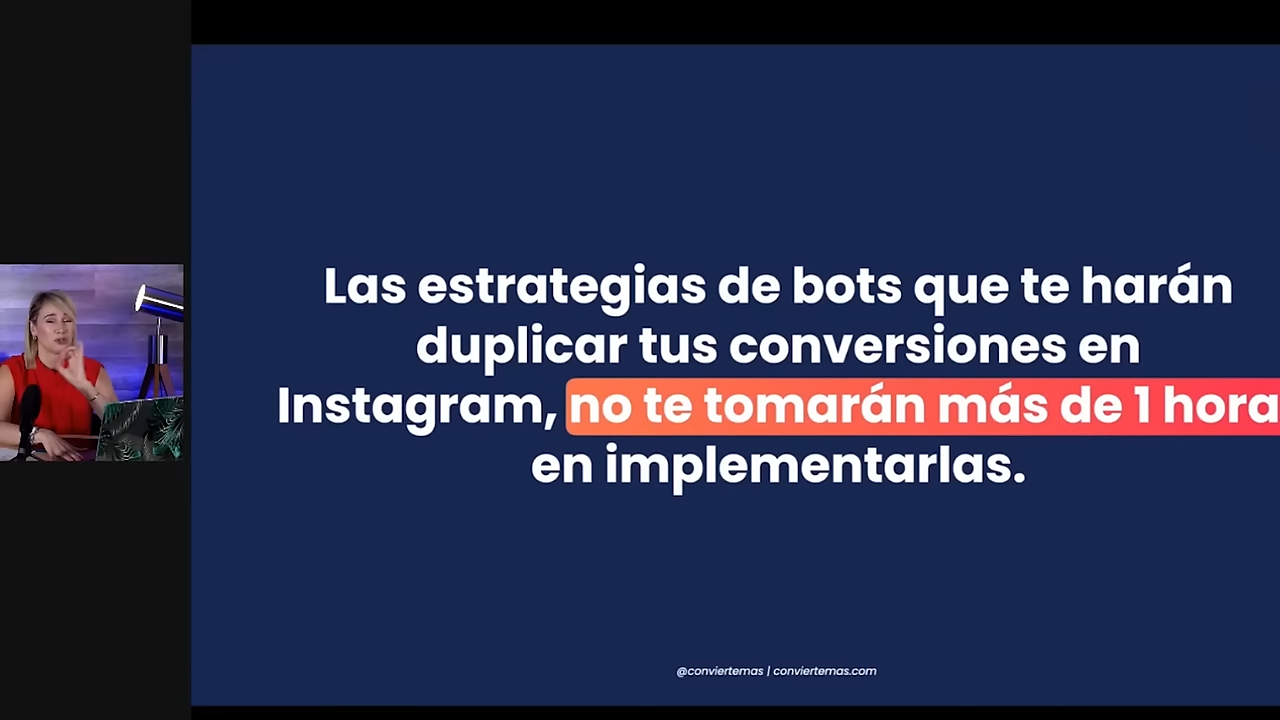 Las estrategias de bots que te harán
duplicar tus conversiones en
Instagram, no te tomarán más de 1 hora
en implementarlas.
@conviertemas | conviertemas.com